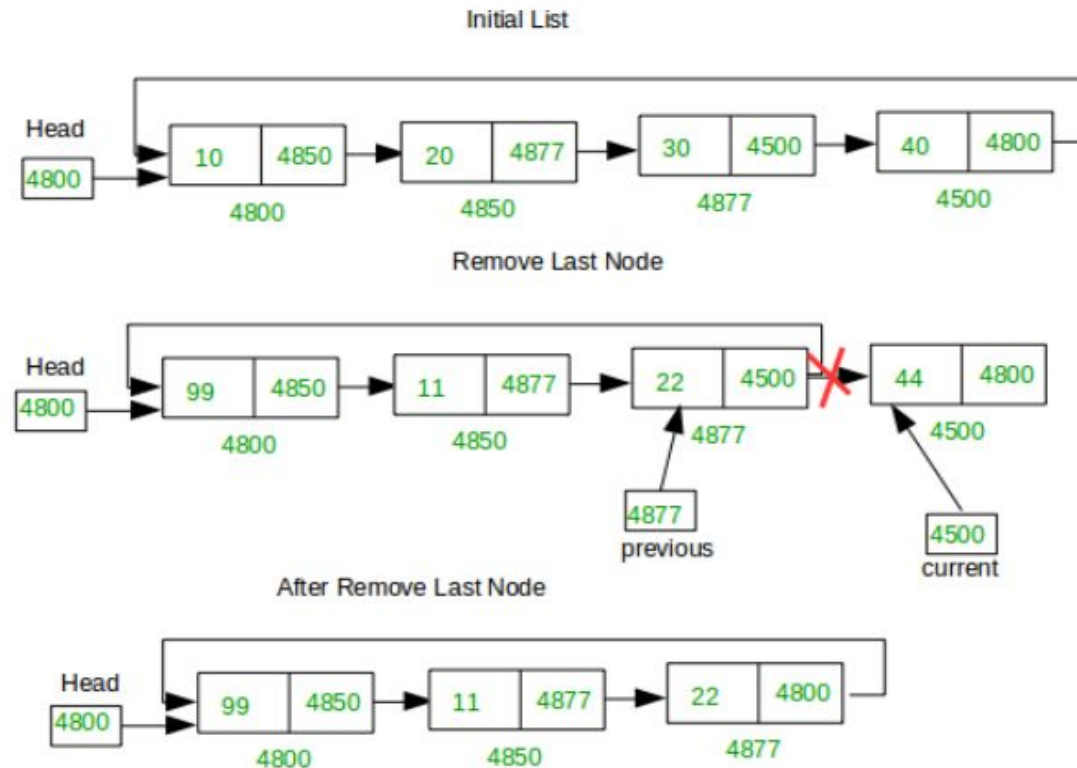 Initial List
Head
4800
10 4850 20 4877 30 4500 40 4800
4800 4850 4877 4500
Remove Last Node
Head
4800
99 4850 11 4877 22 4500 44 4800
4800 4850 4877 4500
4877 4500
previous current
After Remove Last Node
Head
4800
99 4850 11 4877 22 4800
4800 4850 4877